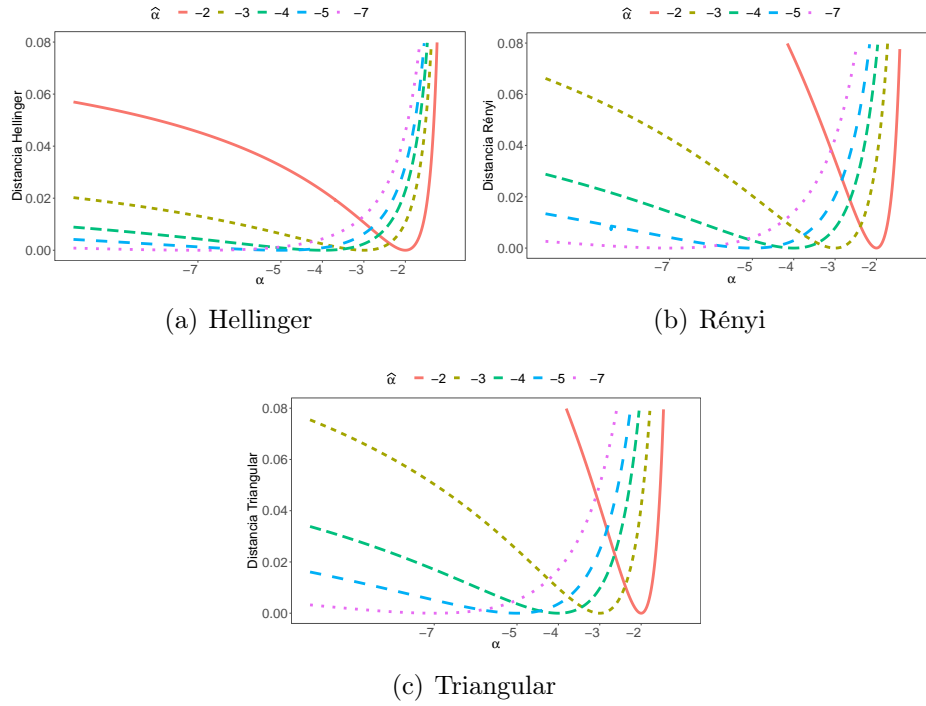 α̂ −2 −3 −4 −5 −7
Distancia Hellinger
0.08
0.06
0.04
0.02
0.00
−7 −5 −4 −3 −2
α
(a) Hellinger
α̂ −2 −3 −4 −5 −7
Distancia Rényi
0.08
0.06
0.04
0.02
0.00
−7 −5 −4 −3 −2
α
(b) Rényi
α̂ −2 −3 −4 −5 −7
Distancia Triangular
0.08
0.06
0.04
0.02
0.00
−7 −5 −4 −3 −2
α
(c) Triangular